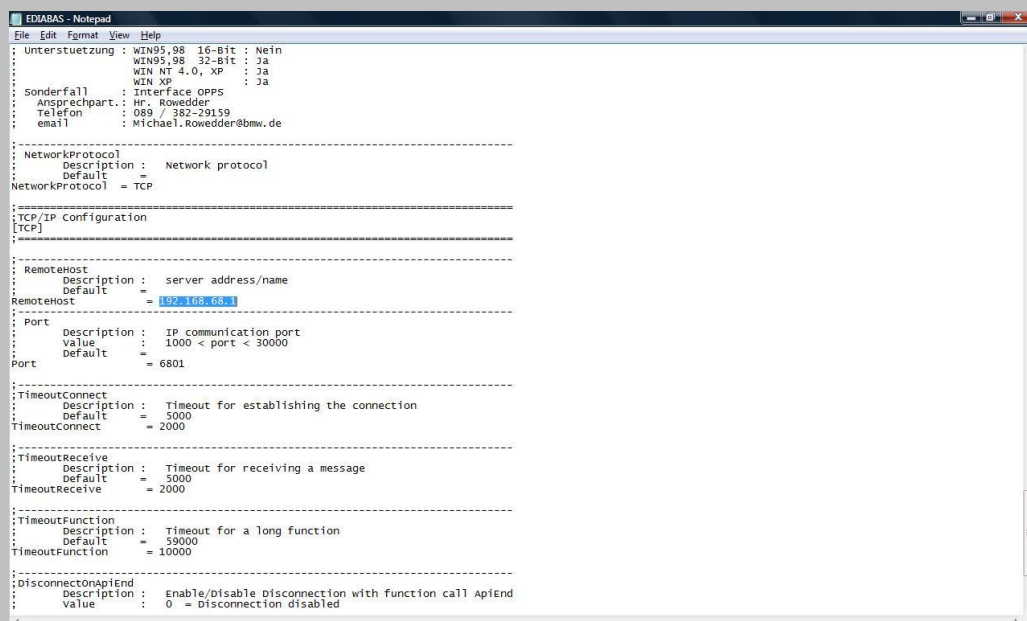 EDIABAS - Notepad
File Edit Format View Help
; Unterstuetzung : WIN95,98 16-Bit : Nein
; WIN95,98 32-Bit : Ja
; WIN NT 4.0, XP : Ja
; WIN XP : Ja
; Sonderfall : Interface OPPS
; Ansprechpart.: Hr. Rowedder
; Telefon : 089 / 382-29159
; email : Michael.Rowedder@bmw.de
;-----------------------------------------------------------------------------
; NetworkProtocol
; Description : Network protocol
; Default =
NetworkProtocol = TCP
;=============================================================================
;TCP/IP Configuration
[TCP]
;=============================================================================
;-----------------------------------------------------------------------------
; RemoteHost
; Description : server address/name
; Default =
RemoteHost = 192.168.68.1
;-----------------------------------------------------------------------------
; Port
; Description : IP communication port
; Value : 1000 < port < 30000
; Default =
Port = 6801
;-----------------------------------------------------------------------------
;TimeoutConnect
; Description : Timeout for establishing the connection
; Default = 5000
TimeoutConnect = 2000
;-----------------------------------------------------------------------------
;TimeoutReceive
; Description : Timeout for receiving a message
; Default = 5000
TimeoutReceive = 2000
;-----------------------------------------------------------------------------
;TimeoutFunction
; Description : Timeout for a long function
; Default = 59000
TimeoutFunction = 10000
;-----------------------------------------------------------------------------
;DisconnectOnApiEnd
; Description : Enable/Disable Disconnection with function call ApiEnd
; Value : 0 = Disconnection disabled